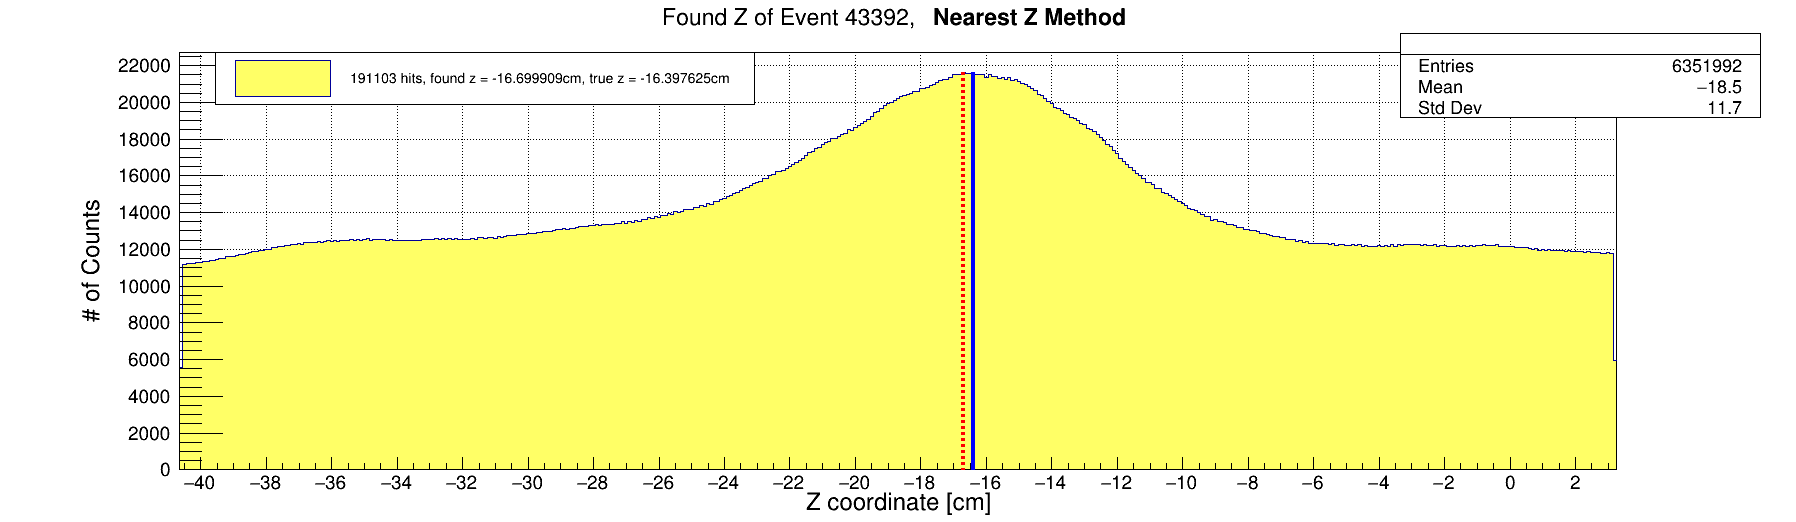 Found Z of Event 43392, Nearest Z Method
191103 hits, found z = -16.699909cm, true z = -16.397625cm
Entries 6351992
Mean −18.5
Std Dev 11.7
# of Counts
22000
20000
18000
16000
14000
12000
10000
8000
6000
4000
2000
0
−40 −38 −36 −34 −32 −30 −28 −26 −24 −22 −20 −18 −16 −14 −12 −10 −8 −6 −4 −2 0 2
Z coordinate [cm]